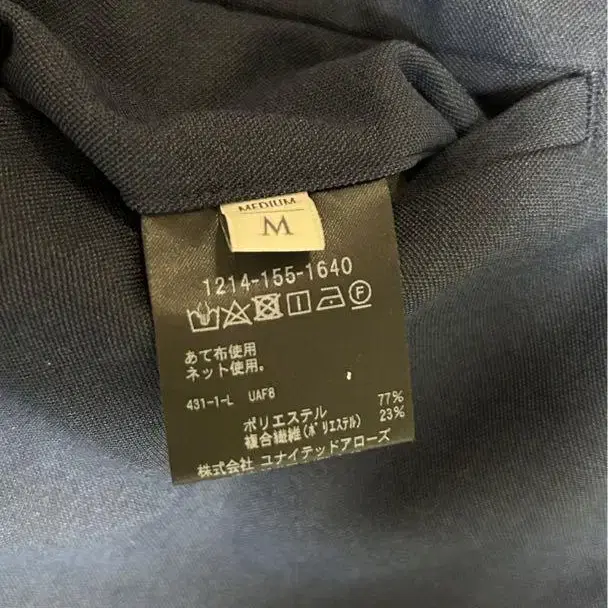 MEDIUM
M
1214-155-1640
あて布使用
ネット使用。
431-1-L UAF8
ポリエステル 77%
複合繊維(ポリエステル) 23%
株式会社 ユナイテッドアローズ